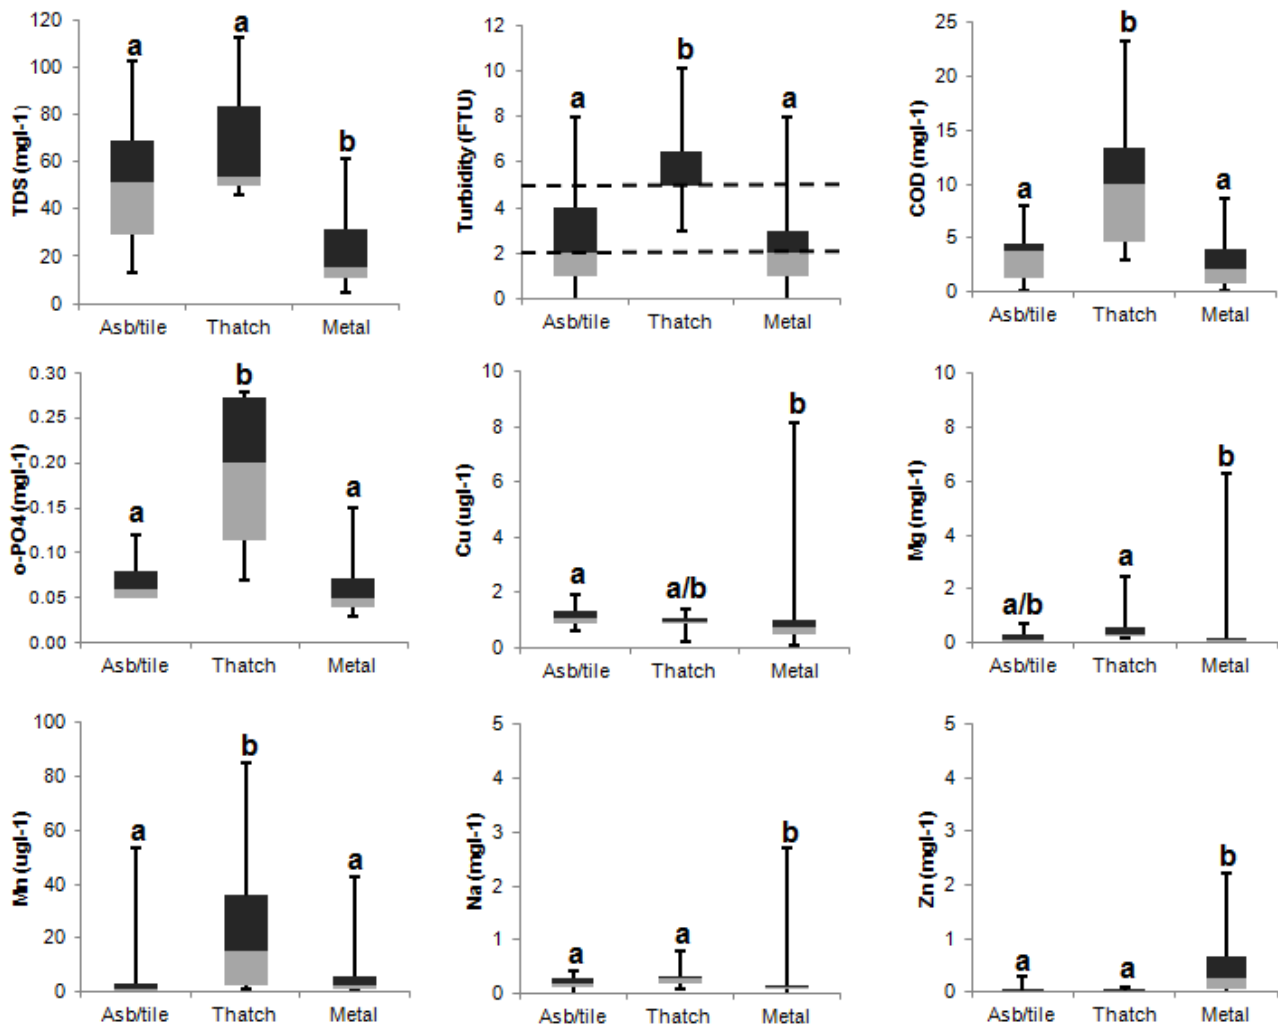 TDS (mgl-1)
120
100
80
60
40
20
0
a
a
b
Asb/tile Thatch Metal
Turbidity (FTU)
12
10
8
6
4
2
0
a
b
a
Asb/tile Thatch Metal
COD (mgl-1)
25
20
15
10
5
0
a
b
a
Asb/tile Thatch Metal
o-PO4 (mgl-1)
0.30
0.25
0.20
0.15
0.10
0.05
0.00
a
b
a
Asb/tile Thatch Metal
Cu (ugl-1)
10
8
6
4
2
0
a
a/b
b
Asb/tile Thatch Metal
Mg (mgl-1)
10
8
6
4
2
0
a/b
a
b
Asb/tile Thatch Metal
Mn (ugl-1)
100
80
60
40
20
0
a
b
a
Asb/tile Thatch Metal
Na (mgl-1)
5
4
3
2
1
0
a
a
b
Asb/tile Thatch Metal
Zn (mgl-1)
5
4
3
2
1
0
a
a
b
Asb/tile Thatch Metal